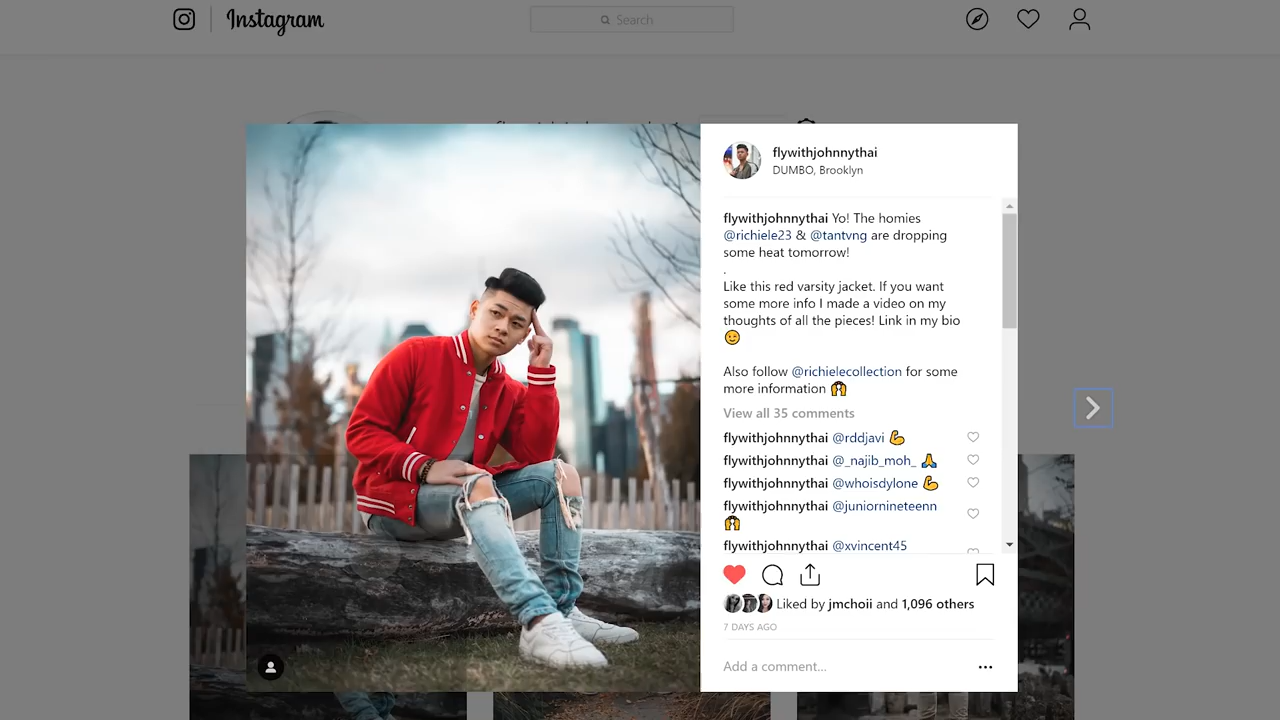 Instagram
Search
flywithjohnnythai
DUMBO, Brooklyn
flywithjohnnythai Yo! The homies
@richiele23 & @tantvng are dropping
some heat tomorrow!
.
Like this red varsity jacket. If you want
some more info I made a video on my
thoughts of all the pieces! Link in my bio
😉
Also follow @richielecollection for some
more information 🙌
View all 35 comments
flywithjohnnythai @rddjavi 💪
flywithjohnnythai @_najib_moh_ 🙏
flywithjohnnythai @whoisdylone 💪
flywithjohnnythai @juniornineteenn
🙌
flywithjohnnythai @xvincent45
Liked by jmchoii and 1,096 others
7 DAYS AGO
Add a comment...